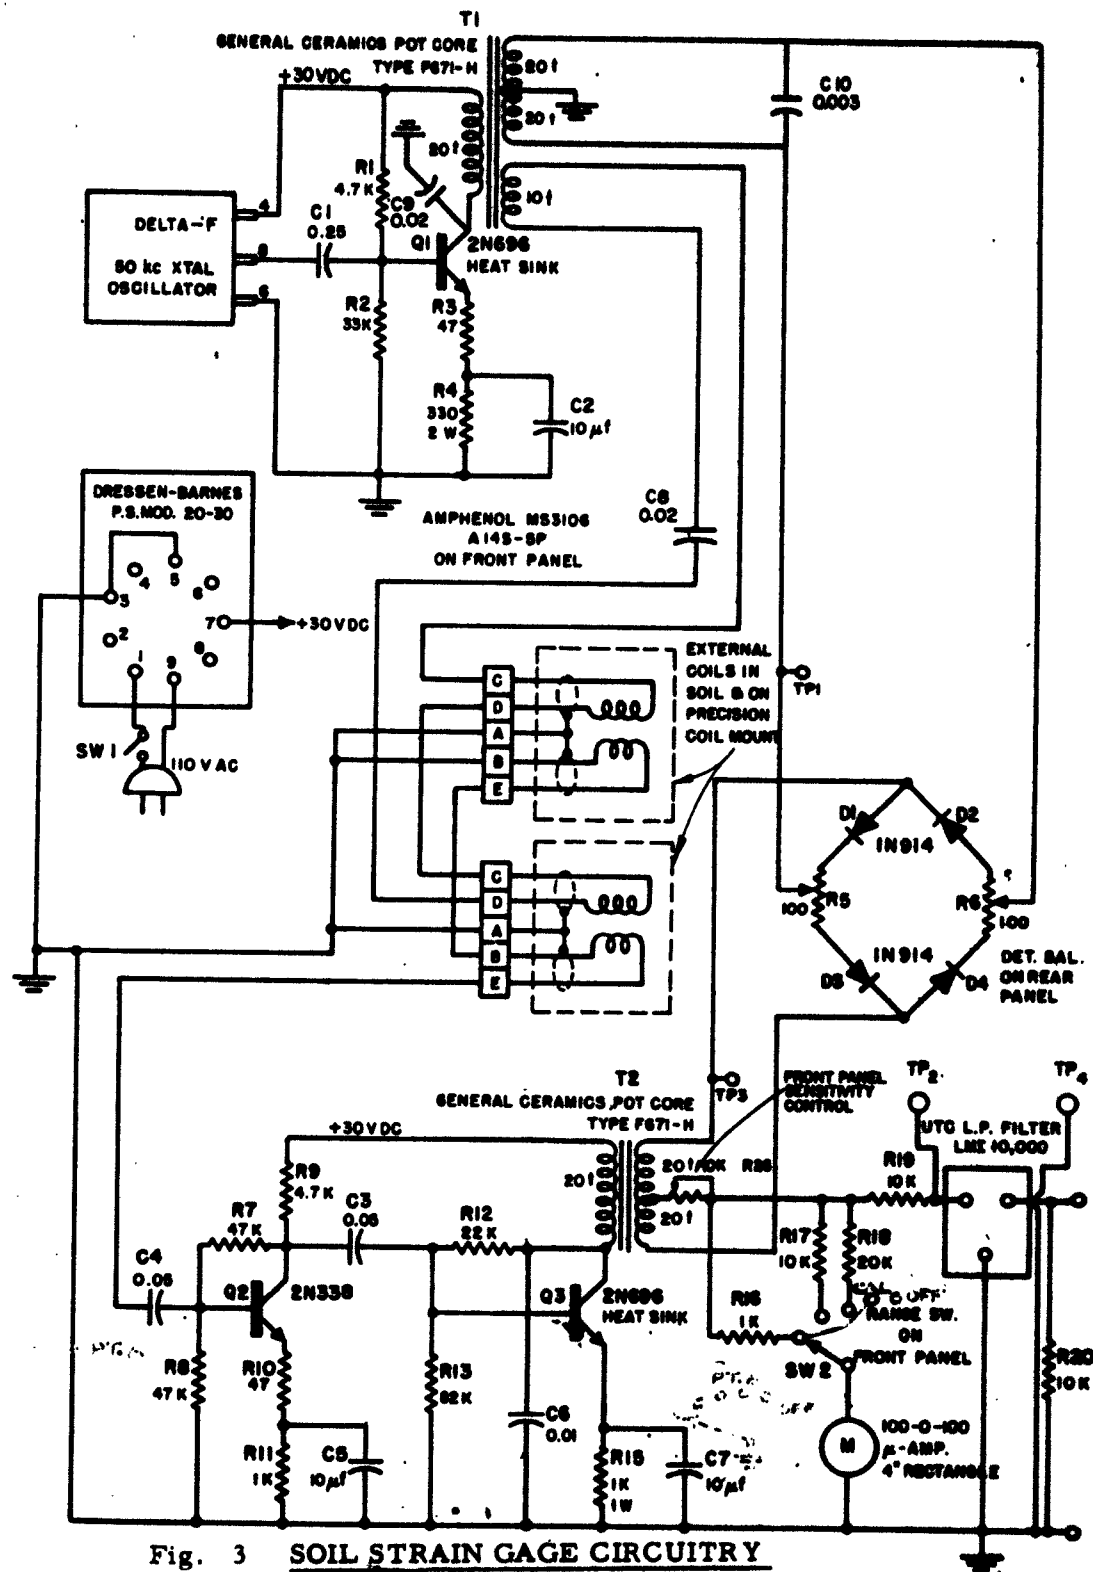 T1
GENERAL CERAMICS POT CORE
TYPE F671-H
+30VDC
20t
20t
20t
10t
C10
0.003
R1
4.7K
C9
0.02
DELTA-F
50 kc XTAL
OSCILLATOR
4
8
6
C1
0.25
Q1
2N696
HEAT SINK
R2
33K
R3
47
R4
330
2 W
C2
10μf
DRESSEN-BARNES
P.S.MOD. 20-30
1
2
3
4
5
6
7
8
9
+30VDC
SW1
110 VAC
AMPHENOL MS3106
A14S-5P
ON FRONT PANEL
C8
0.02
EXTERNAL
COILS IN
SOIL & ON
PRECISION
COIL MOUNT
C
D
A
B
E
C
D
A
B
E
TP1
D1
D2
1N914
R5
100
R6
100
1N914
D3
D4
DET. BAL.
ON REAR
PANEL
T2
GENERAL CERAMICS POT CORE
TYPE F671-H
TP3
FRONT PANEL
SENSITIVITY
CONTROL
TP2
TP4
UTC L.P. FILTER
LMI 10,000
+30VDC
R9
4.7K
C3
0.05
R7
47K
R12
22K
20t
20t
10K
20t
R19
10K
R17
10K
R18
20K
OFF
C4
0.05
Q2
2N338
Q3
2N696
HEAT SINK
R16
1K
SW2
RANGE SW.
ON
FRONT PANEL
R8
47K
R10
47
R13
82K
R20
10K
C6
0.01
R11
1K
C5
10μf
R15
1K
1W
C7
10μf
M
100-0-100
μ-AMP.
4" RECTANGLE
OFF
Fig. 3 SOIL STRAIN GAGE CIRCUITRY